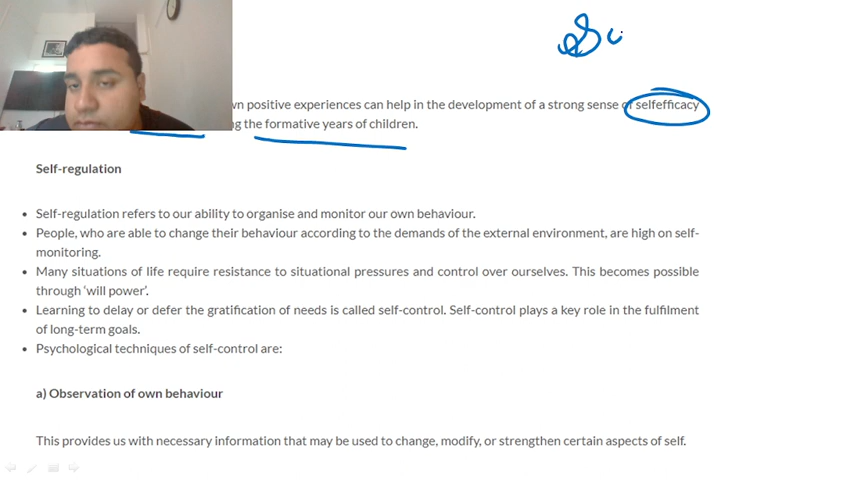 wn positive experiences can help in the development of a strong sense of selfefficacy
g the formative years of children.
Self-regulation
• Self-regulation refers to our ability to organise and monitor our own behaviour.
• People, who are able to change their behaviour according to the demands of the external environment, are high on self-
monitoring.
• Many situations of life require resistance to situational pressures and control over ourselves. This becomes possible
through ‘will power’.
• Learning to delay or defer the gratification of needs is called self-control. Self-control plays a key role in the fulfilment
of long-term goals.
• Psychological techniques of self-control are:
a) Observation of own behaviour
This provides us with necessary information that may be used to change, modify, or strengthen certain aspects of self.